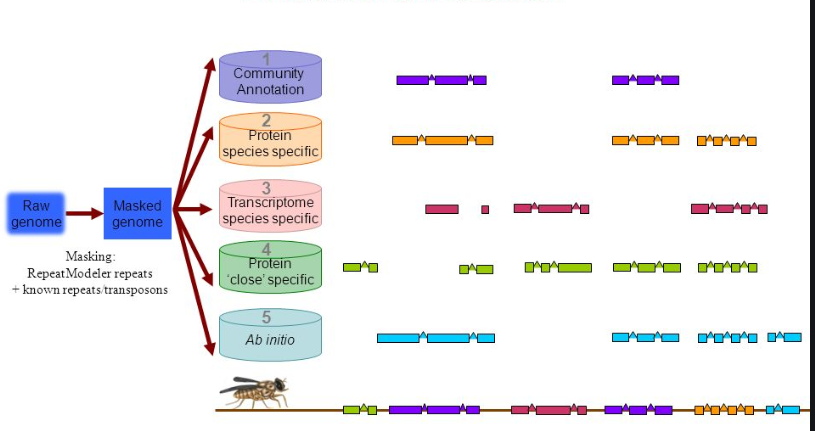 1
Community
Annotation
2
Protein
species specific
3
Transcriptome
species specific
Raw
genome
Masked
genome
Masking:
RepeatModeler repeats
+ known repeats/transposons
4
Protein
‘close’ specific
5
Ab initio